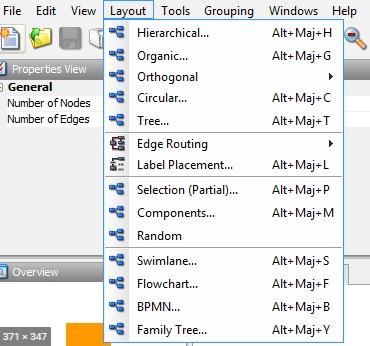 File Edit View Layout Tools Grouping Windows Help
Hierarchical... Alt+Maj+H
Organic... Alt+Maj+G
Orthogonal
Circular... Alt+Maj+C
Tree... Alt+Maj+T
Edge Routing
Label Placement... Alt+Maj+L
Selection (Partial)... Alt+Maj+P
Components... Alt+Maj+M
Random
Swimlane... Alt+Maj+S
Flowchart... Alt+Maj+F
BPMN... Alt+Maj+B
Family Tree... Alt+Maj+Y
Properties View
General
Number of Nodes
Number of Edges
Overview
371 × 347